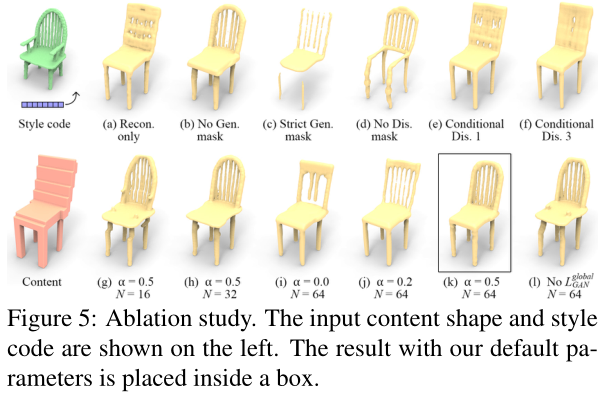 Style code
(a) Recon. only
(b) No Gen. mask
(c) Strict Gen. mask
(d) No Dis. mask
(e) Conditional Dis. 1
(f) Conditional Dis. 3
Content
(g) α = 0.5 N = 16
(h) α = 0.5 N = 32
(i) α = 0.0 N = 64
(j) α = 0.2 N = 64
(k) α = 0.5 N = 64
(l) No L_{GAN}^{global} N = 64
Figure 5: Ablation study. The input content shape and style
code are shown on the left. The result with our default pa-
rameters is placed inside a box.